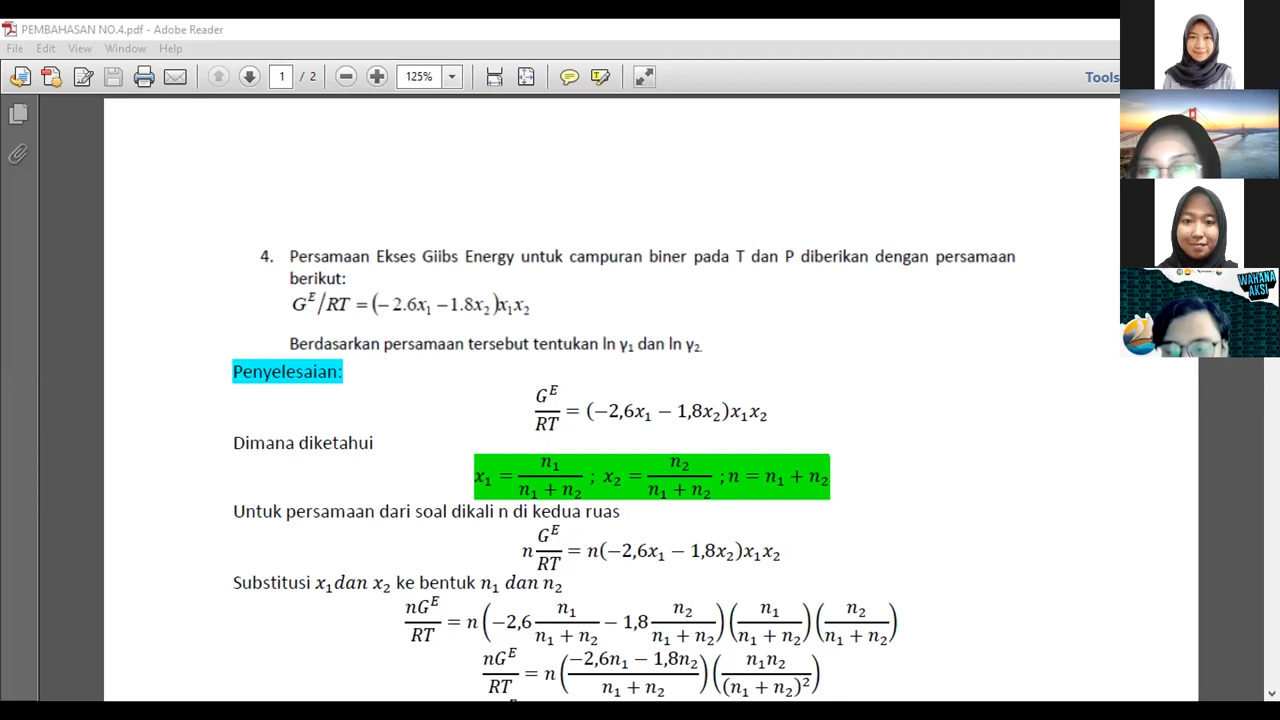 PEMBAHASAN NO.4.pdf - Adobe Reader
File Edit View Window Help
1 / 2 125% Tools
4. Persamaan Ekses Giibs Energy untuk campuran biner pada T dan P diberikan dengan persamaan
berikut:
G^E/RT = (−2.6x₁ −1.8x₂)x₁x₂
Berdasarkan persamaan tersebut tentukan ln γ₁ dan ln γ₂.
Penyelesaian:
G^E/RT = (−2,6x₁ − 1,8x₂)x₁x₂
Dimana diketahui
x₁ = n₁/(n₁ + n₂) ; x₂ = n₂/(n₁ + n₂) ; n = n₁ + n₂
Untuk persamaan dari soal dikali n di kedua ruas
n G^E/RT = n(−2,6x₁ − 1,8x₂)x₁x₂
Substitusi x₁dan x₂ ke bentuk n₁ dan n₂
nG^E/RT = n(−2,6 n₁/(n₁ + n₂) − 1,8 n₂/(n₁ + n₂))(n₁/(n₁ + n₂))(n₂/(n₁ + n₂))
nG^E/RT = n((−2,6n₁ − 1,8n₂)/(n₁ + n₂))(n₁n₂/(n₁ + n₂)²)
WAHANA
AKSI